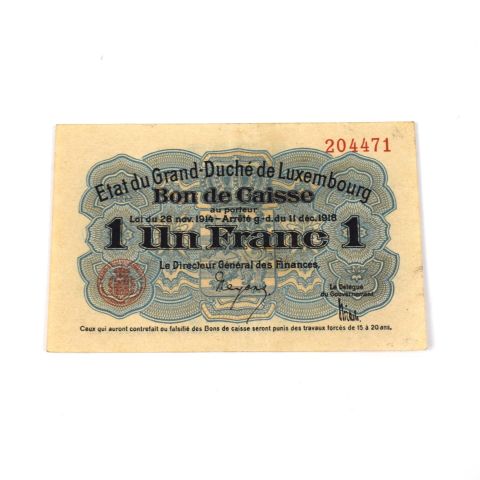 204471
Etat du Grand-Duché de Luxembourg
Bon de Caisse
au porteur
Loi du 28 nov. 1914 – Arrêté g.-d. du 11 déc. 1918
1 Un Franc 1
Le Directeur Général des Finances,
Le Délégué
du Gouvernement
Ceux qui auront contrefait ou falsifié des Bons de caisse seront punis des travaux forcés de 15 à 20 ans.